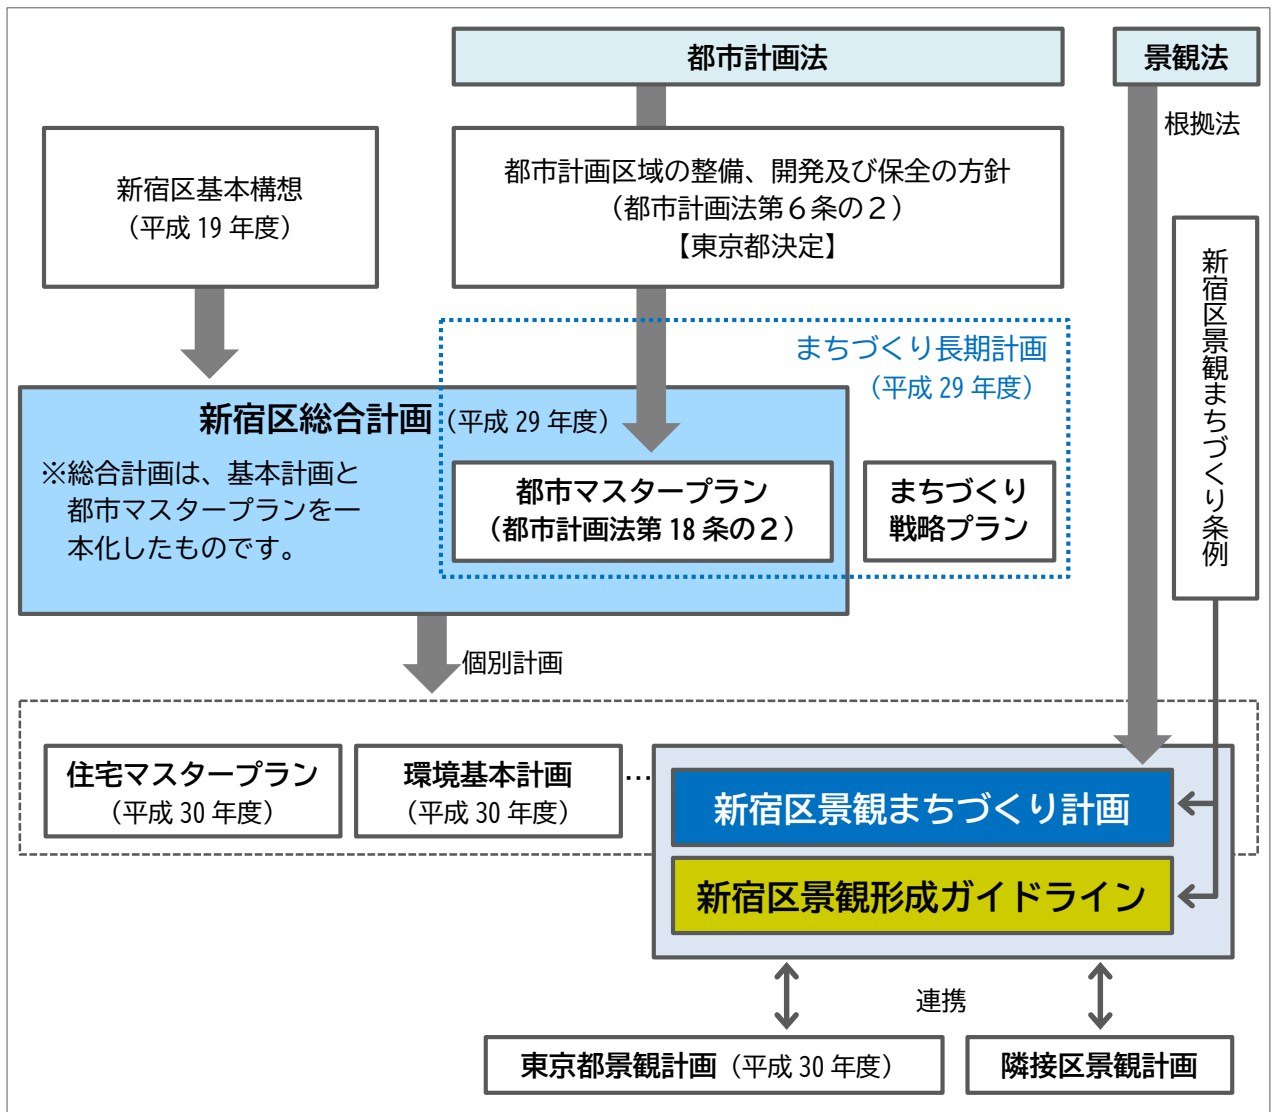 都市計画法
景観法
根拠法
新宿区基本構想
（平成 19 年度）
都市計画区域の整備、開発及び保全の方針
（都市計画法第６条の２）
【東京都決定】
新宿区景観まちづくり条例
まちづくり長期計画
（平成 29 年度）
新宿区総合計画（平成 29 年度）
※総合計画は、基本計画と
都市マスタープランを一
本化したものです。
都市マスタープラン
（都市計画法第 18 条の２）
まちづくり
戦略プラン
個別計画
住宅マスタープラン
（平成 30 年度）
環境基本計画
（平成 30 年度）
…
新宿区景観まちづくり計画
新宿区景観形成ガイドライン
連携
東京都景観計画（平成 30 年度）
隣接区景観計画